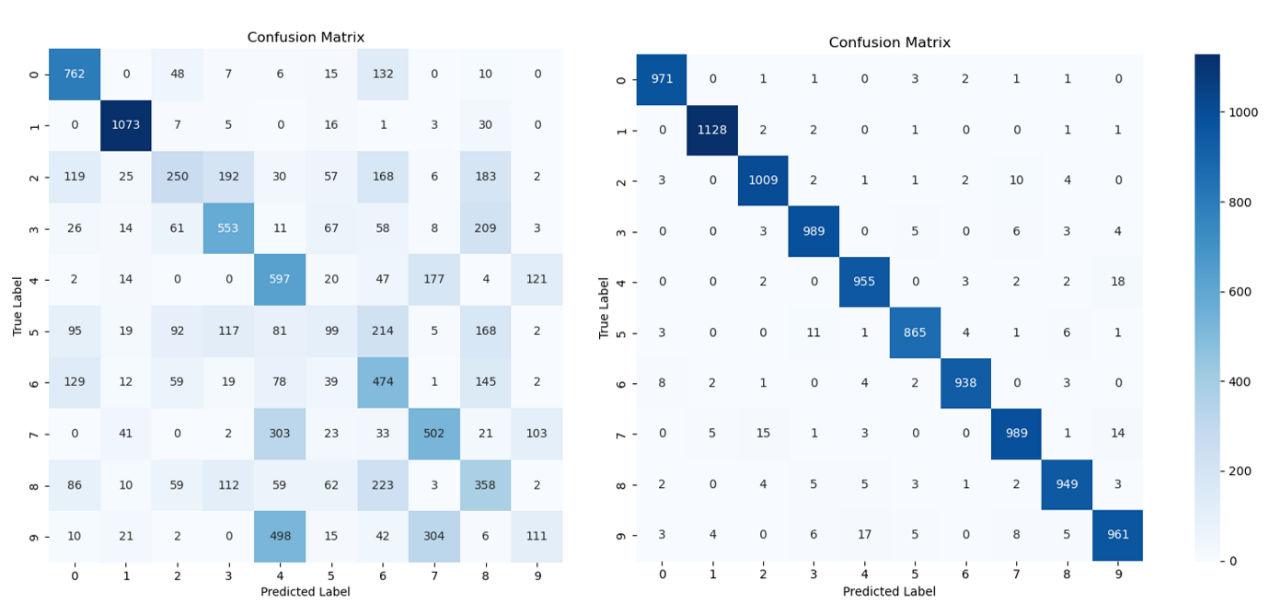 Confusion Matrix
True Label
0 762 0 48 7 6 15 132 0 10 0
1 0 1073 7 5 0 16 1 3 30 0
2 119 25 250 192 30 57 168 6 183 2
3 26 14 61 553 11 67 58 8 209 3
4 2 14 0 0 597 20 47 177 4 121
5 95 19 92 117 81 99 214 5 168 2
6 129 12 59 19 78 39 474 1 145 2
7 0 41 0 2 303 23 33 502 21 103
8 86 10 59 112 59 62 223 3 358 2
9 10 21 2 0 498 15 42 304 6 111
0 1 2 3 4 5 6 7 8 9
Predicted Label
Confusion Matrix
True Label
0 971 0 1 1 0 3 2 1 1 0
1 0 1128 2 2 0 1 0 0 1 1
2 3 0 1009 2 1 1 2 10 4 0
3 0 0 3 989 0 5 0 6 3 4
4 0 0 2 0 955 0 3 2 2 18
5 3 0 0 11 1 865 4 1 6 1
6 8 2 1 0 4 2 938 0 3 0
7 0 5 15 1 3 0 0 989 1 14
8 2 0 4 5 5 3 1 2 949 3
9 3 4 0 6 17 5 0 8 5 961
0 1 2 3 4 5 6 7 8 9
Predicted Label
1000
800
600
400
200
0